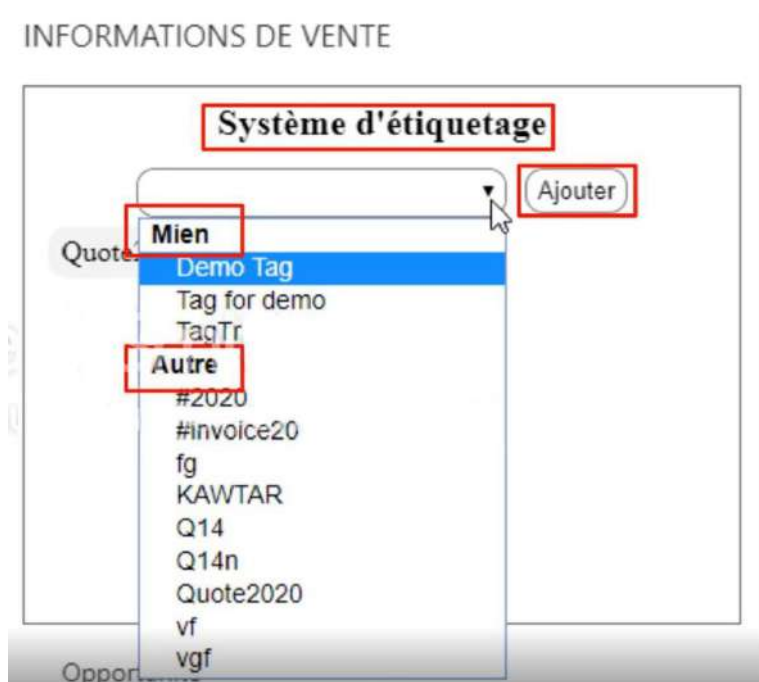 INFORMATIONS DE VENTE
Système d'étiquetage
Ajouter
Mien
Quote
Demo Tag
Tag for demo
TagTr
Autre
#2020
#invoice20
fg
KAWTAR
Q14
Q14n
Quote2020
vf
vgf